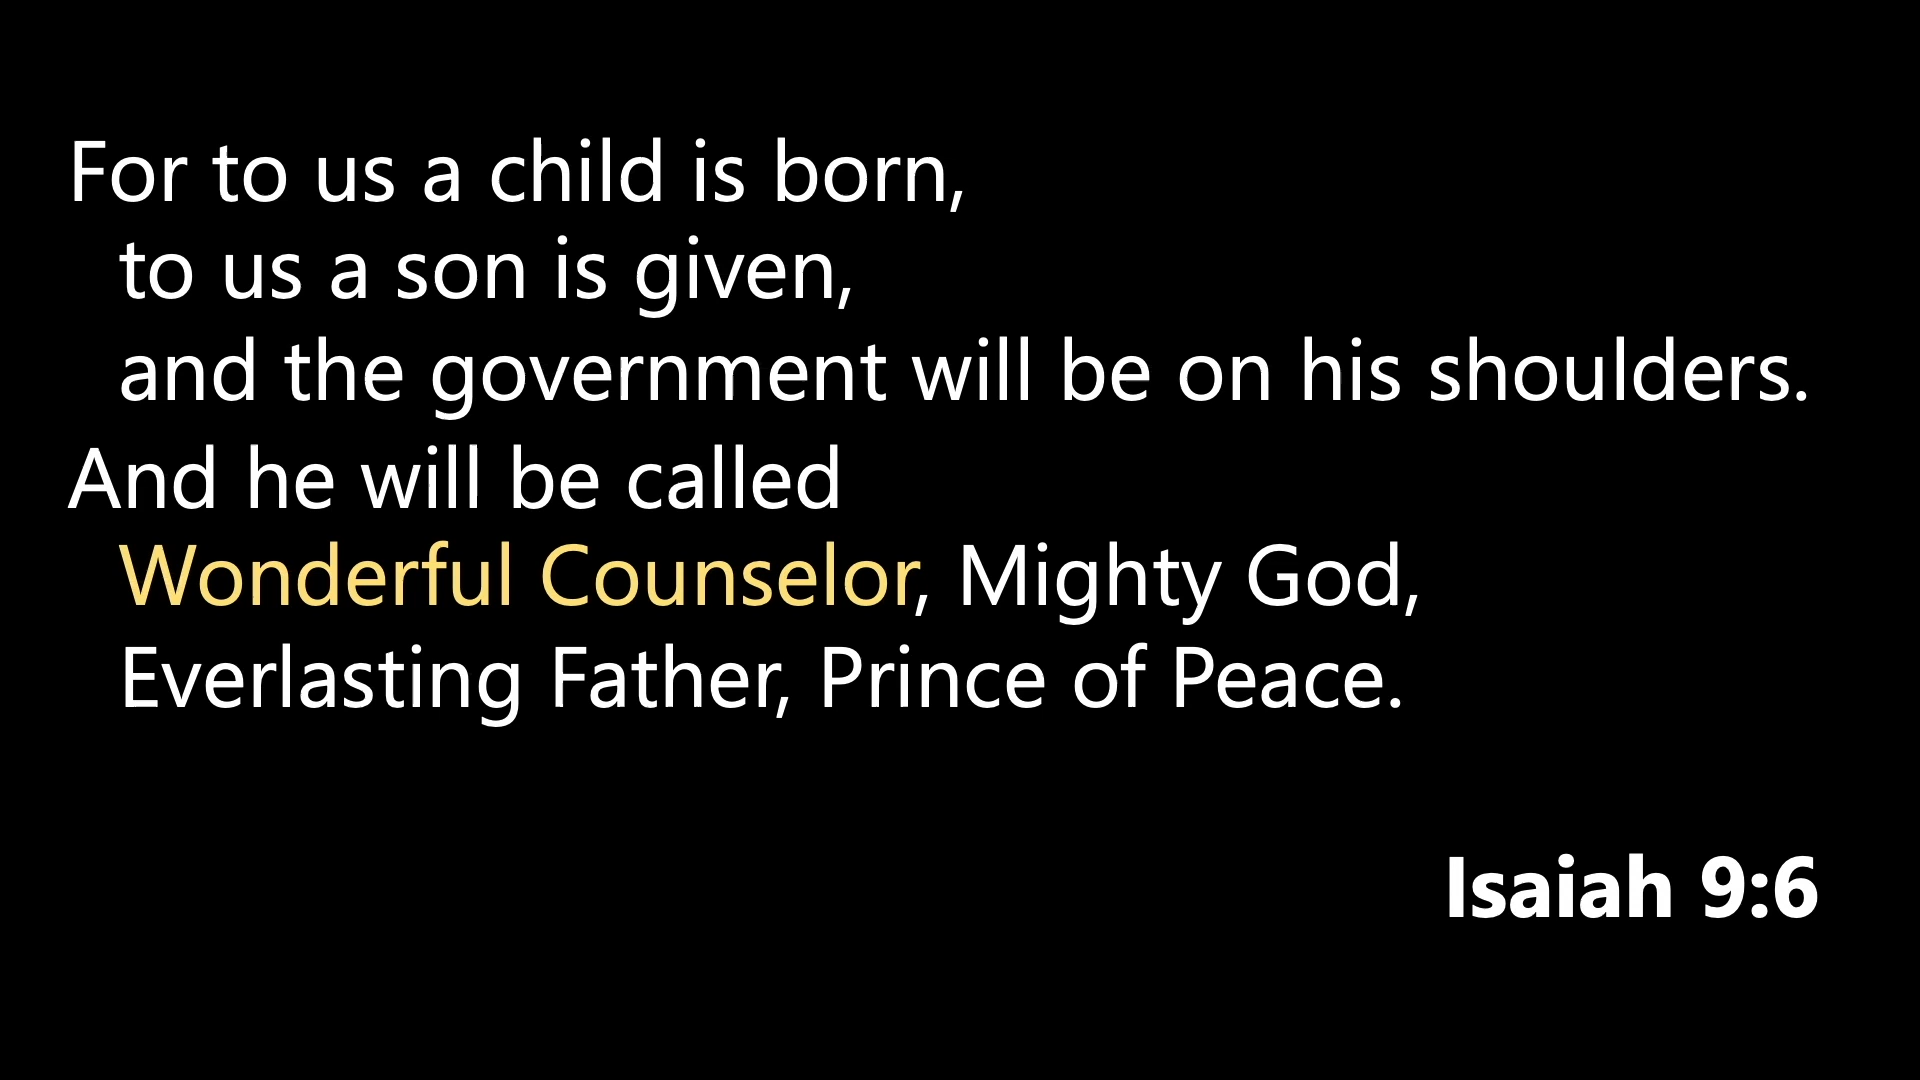 For to us a child is born,
to us a son is given,
and the government will be on his shoulders.
And he will be called
Wonderful Counselor, Mighty God,
Everlasting Father, Prince of Peace.
Isaiah 9:6